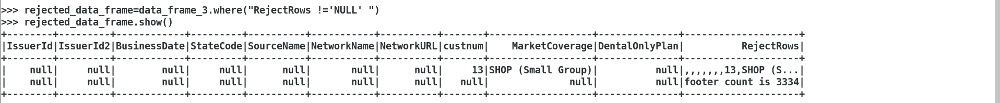 >>> rejected_data_frame=data_frame_3.where("RejectRows !='NULL' ")
>>> rejected_data_frame.show()
+--------+---------+------------+---------+----------+-----------+----------+-------+------------------+--------------+--------------------+
|IssuerId|IssuerId2|BusinessDate|StateCode|SourceName|NetworkName|NetworkURL|custnum|    MarketCoverage|DentalOnlyPlan|          RejectRows|
+--------+---------+------------+---------+----------+-----------+----------+-------+------------------+--------------+--------------------+
|    null|     null|        null|     null|      null|       null|      null|     13|SHOP (Small Group)|          null|,,,,,,,13,SHOP (S...|
|    null|     null|        null|     null|      null|       null|      null|   null|              null|          null|footer count is 3334|
+--------+---------+------------+---------+----------+-----------+----------+-------+------------------+--------------+--------------------+